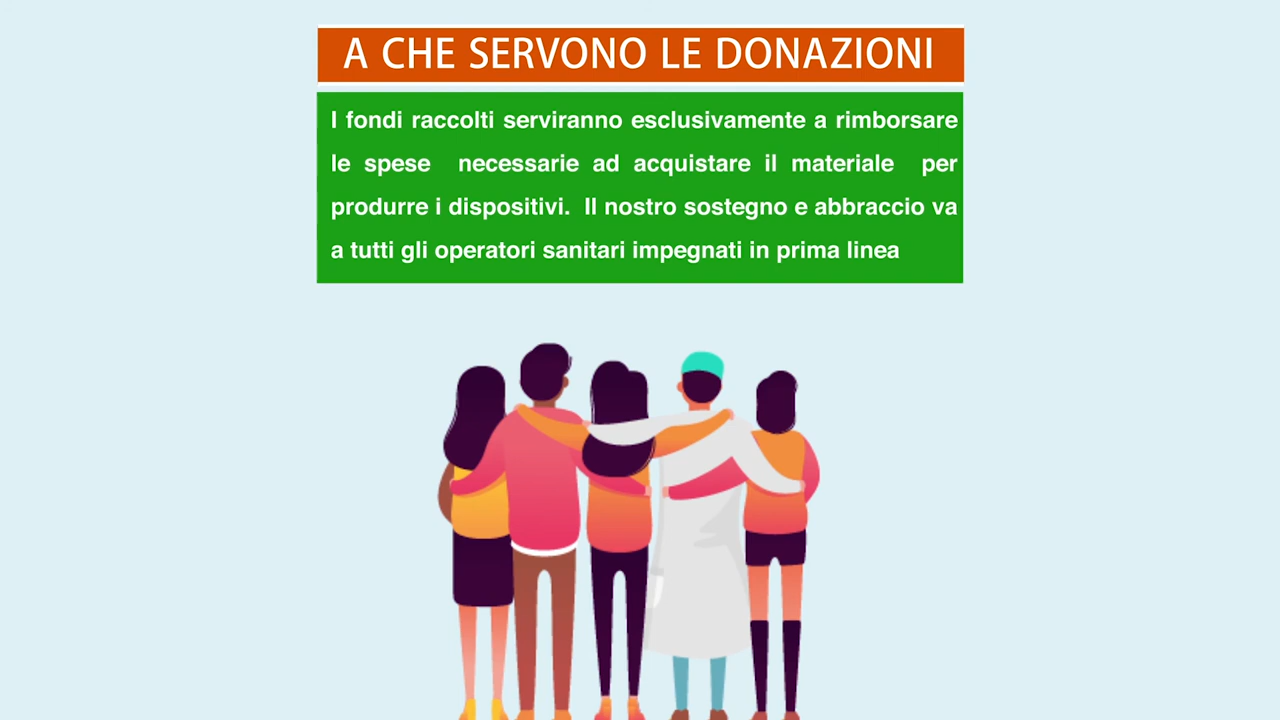 A CHE SERVONO LE DONAZIONI
I fondi raccolti serviranno esclusivamente a rimborsare
le spese necessarie ad acquistare il materiale per
produrre i dispositivi. Il nostro sostegno e abbraccio va
a tutti gli operatori sanitari impegnati in prima linea